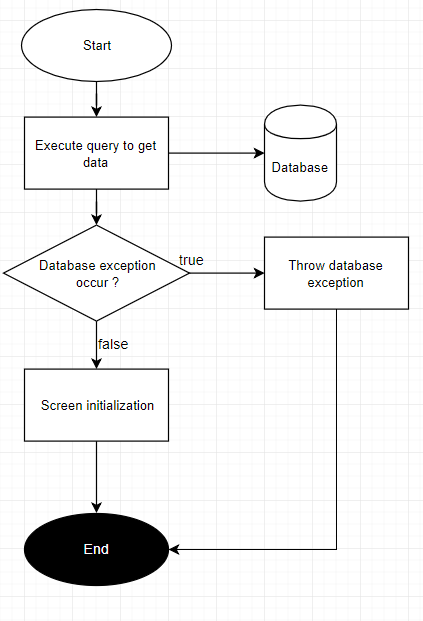 Start
Execute query to get
data
Database
Database exception
occur ?
true
Throw database
exception
false
Screen initialization
End